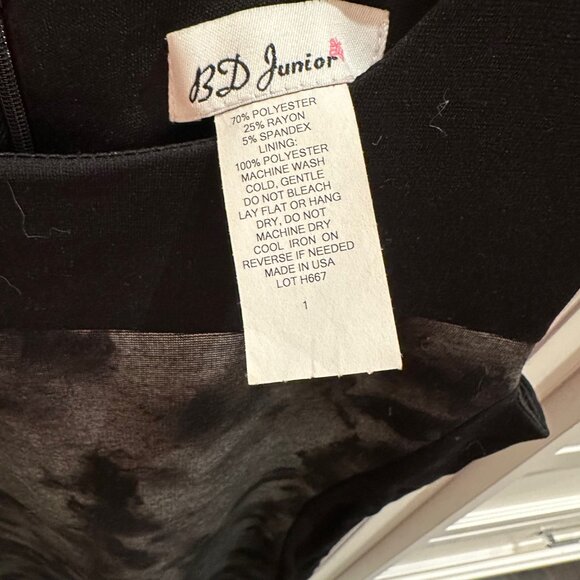 BD Junior
70% POLYESTER
25% RAYON
5% SPANDEX
LINING:
100% POLYESTER
MACHINE WASH
COLD, GENTLE
DO NOT BLEACH
LAY FLAT OR HANG
DRY, DO NOT
MACHINE DRY
COOL IRON ON
REVERSE IF NEEDED
MADE IN USA
LOT H667
1